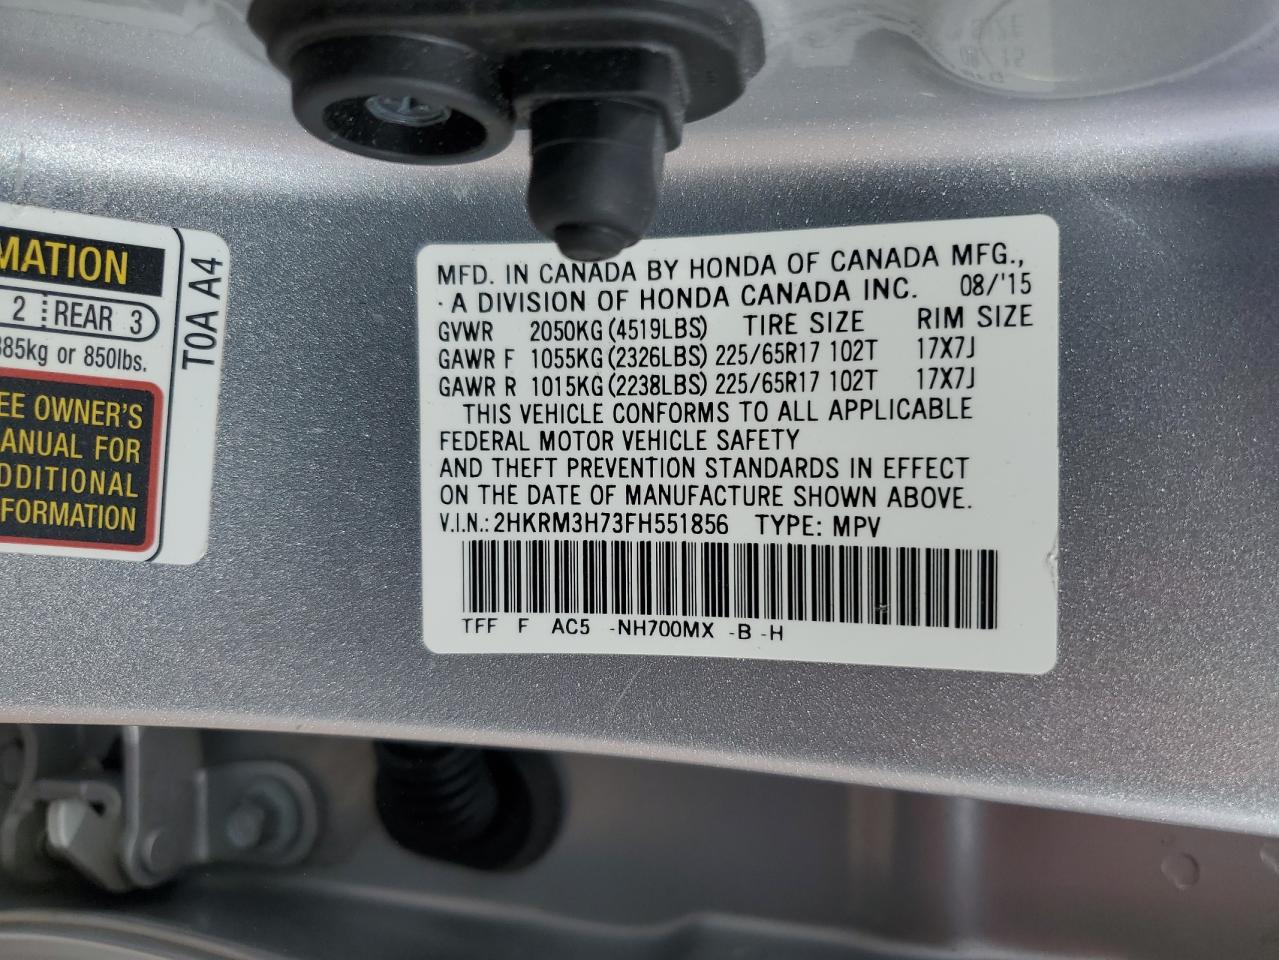 MATION
2 REAR 3
385kg or 850lbs.
EE OWNER'S
ANUAL FOR
DDITIONAL
FORMATION
T0A A4
MFD. IN CANADA BY HONDA OF CANADA MFG.,
A DIVISION OF HONDA CANADA INC. 08/'15
GVWR 2050KG (4519LBS) TIRE SIZE RIM SIZE
GAWR F 1055KG (2326LBS) 225/65R17 102T 17X7J
GAWR R 1015KG (2238LBS) 225/65R17 102T 17X7J
THIS VEHICLE CONFORMS TO ALL APPLICABLE
FEDERAL MOTOR VEHICLE SAFETY
AND THEFT PREVENTION STANDARDS IN EFFECT
ON THE DATE OF MANUFACTURE SHOWN ABOVE.
V.I.N.: 2HKRM3H73FH551856 TYPE: MPV
TFF F AC5 -NH700MX -B -H